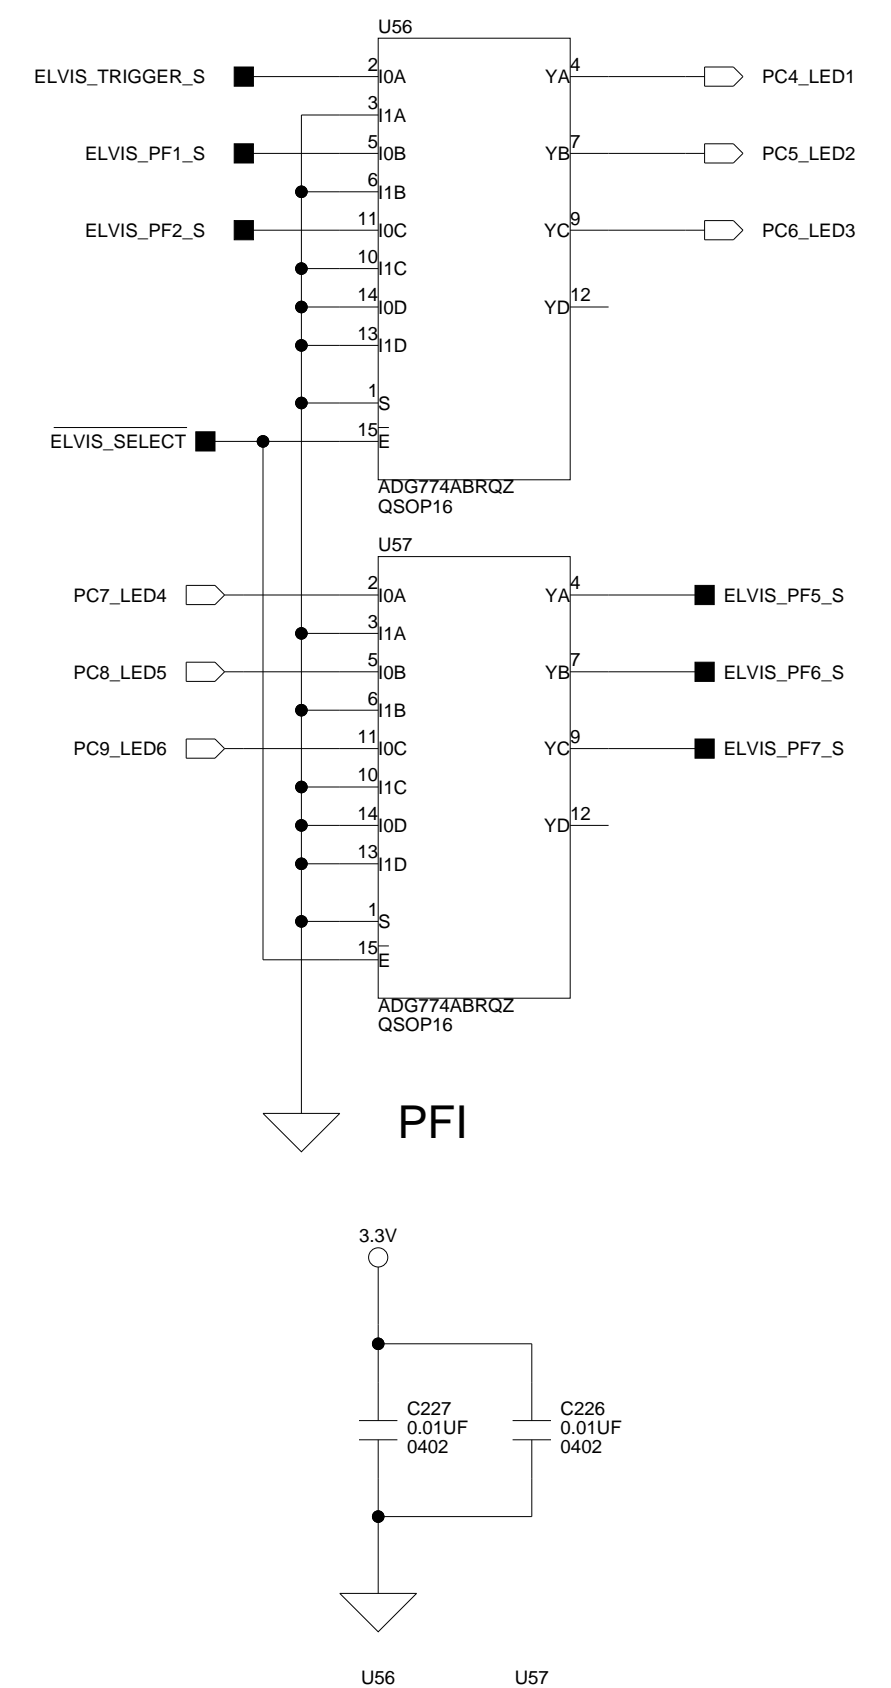 U56
ELVIS_TRIGGER_S 2 I0A YA 4 PC4_LED1
3 I1A
ELVIS_PF1_S 5 I0B YB 7 PC5_LED2
6 I1B
ELVIS_PF2_S 11 I0C YC 9 PC6_LED3
10 I1C
14 I0D YD 12
13 I1D
1 S
ELVIS_SELECT 15 E
ADG774ABRQZ
QSOP16
U57
PC7_LED4 2 I0A YA 4 ELVIS_PF5_S
3 I1A
PC8_LED5 5 I0B YB 7 ELVIS_PF6_S
6 I1B
PC9_LED6 11 I0C YC 9 ELVIS_PF7_S
10 I1C
14 I0D YD 12
13 I1D
1 S
15 E
ADG774ABRQZ
QSOP16
PFI
3.3V
C227 C226
0.01UF 0.01UF
0402 0402
U56 U57